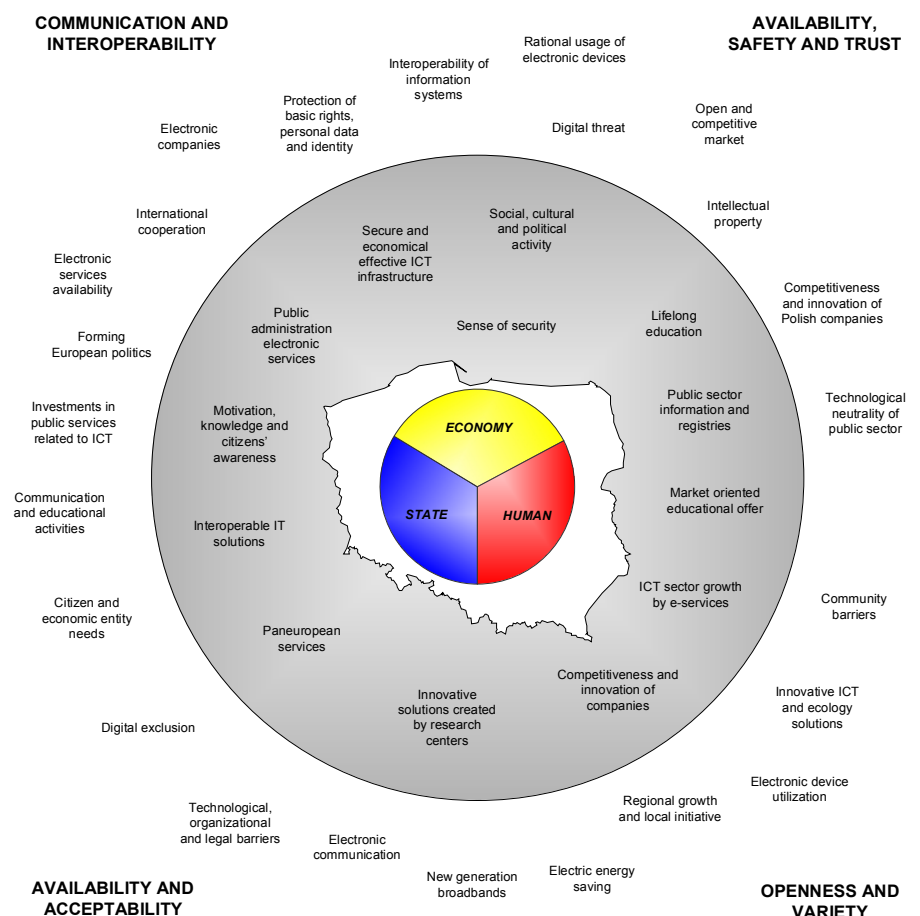 COMMUNICATION AND
INTEROPERABILITY
AVAILABILITY,
SAFETY AND TRUST
Rational usage of
electronic devices
Interoperability of
information
systems
Protection of
basic rights,
personal data
and identity
Electronic
companies
Digital threat
Open and
competitive
market
International
cooperation
Intellectual
property
Electronic
services
availability
Competitiveness
and innovation of
Polish companies
Forming
European politics
Investments in
public services
related to ICT
Technological
neutrality of
public sector
Communication
and educational
activities
Citizen and
economic entity
needs
Community
barriers
Digital exclusion
Innovative ICT
and ecology
solutions
Electronic device
utilization
Technological,
organizational
and legal barriers
Regional growth
and local initiative
Electronic
communication
New generation
broadbands
Electric energy
saving
Secure and
economical
effective ICT
infrastructure
Social, cultural
and political
activity
Public
administration
electronic
services
Sense of security
Lifelong
education
Motivation,
knowledge and
citizens'
awareness
Public sector
information and
registries
Interoperable IT
solutions
Market oriented
educational offer
ICT sector growth
by e-services
Paneuropean
services
Innovative
solutions created
by research
centers
Competitiveness and
innovation of
companies
ECONOMY
STATE
HUMAN
AVAILABILITY AND
ACCEPTABILITY
OPENNESS AND
VARIETY